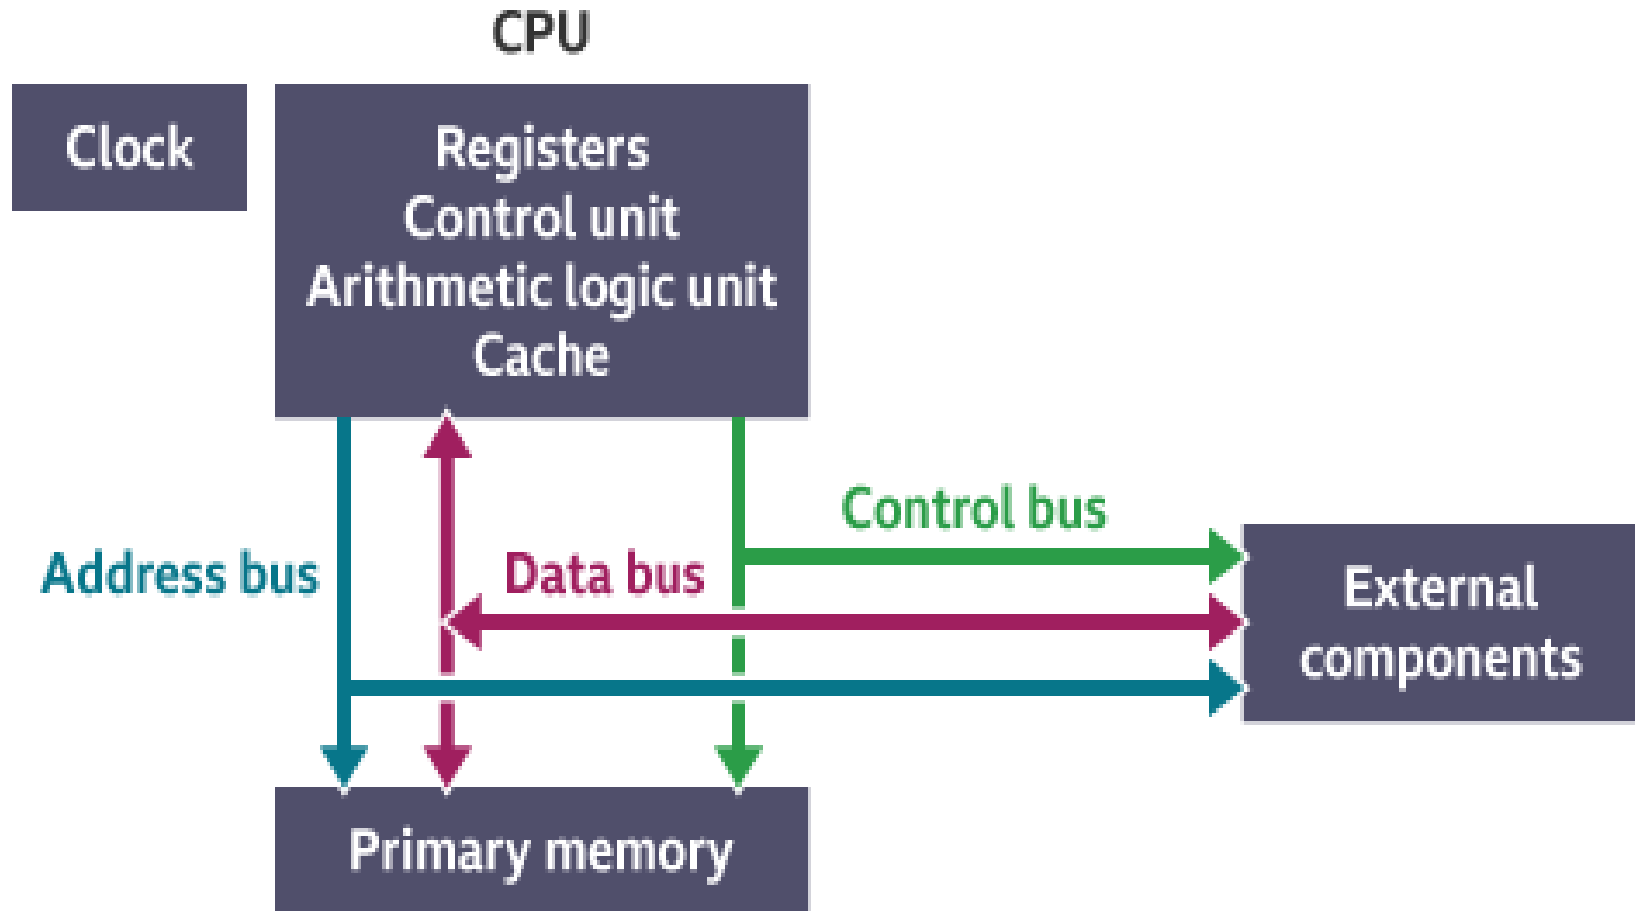 CPU
Clock
Registers
Control unit
Arithmetic logic unit
Cache
Control bus
Address bus
Data bus
External
components
Primary memory